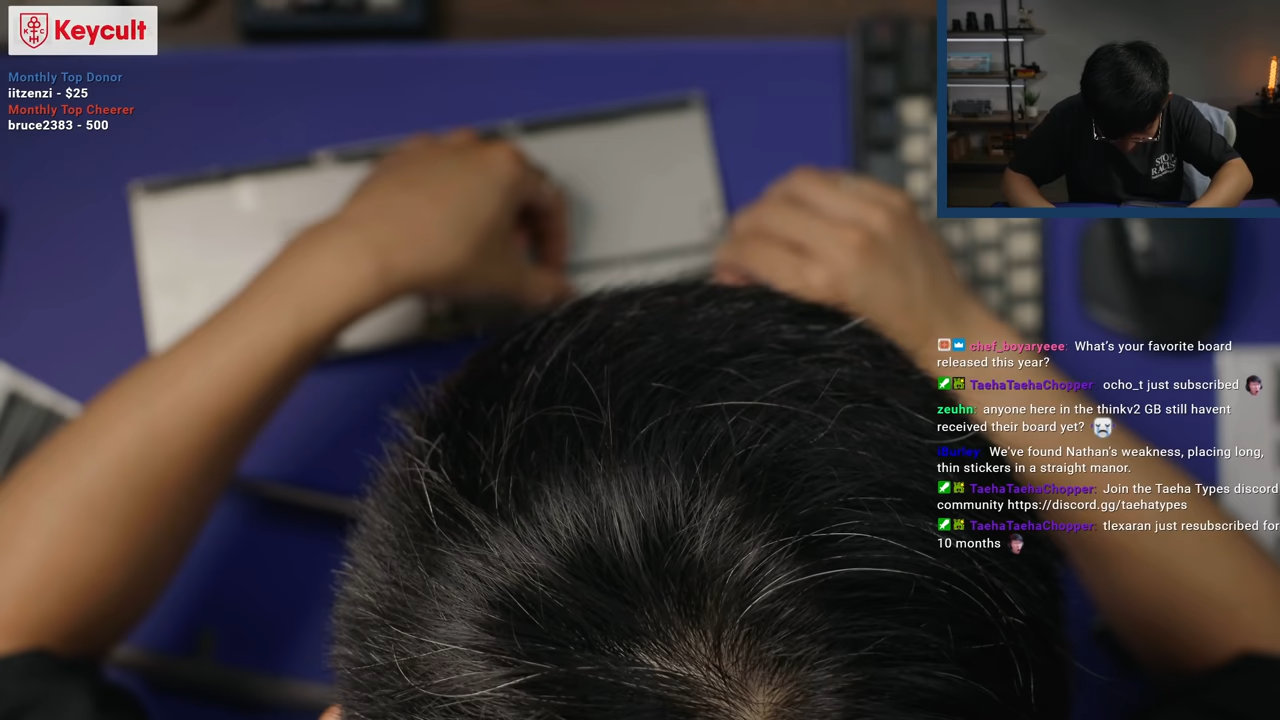 Keycult
Monthly Top Donor
iitzenzi - $25
Monthly Top Cheerer
bruce2383 - 500
chef_boyaryeee: What's your favorite board
released this year?
TaehaTaehaChopper: ocho_t just subscribed
zeuhn: anyone here in the thinkv2 GB still havent
received their board yet?
We've found Nathan's weakness, placing long,
thin stickers in a straight manor.
TaehaTaehaChopper: Join the Taeha Types discord
community https://discord.gg/taehatypes
TaehaTaehaChopper: tlexaran just resubscribed for
10 months